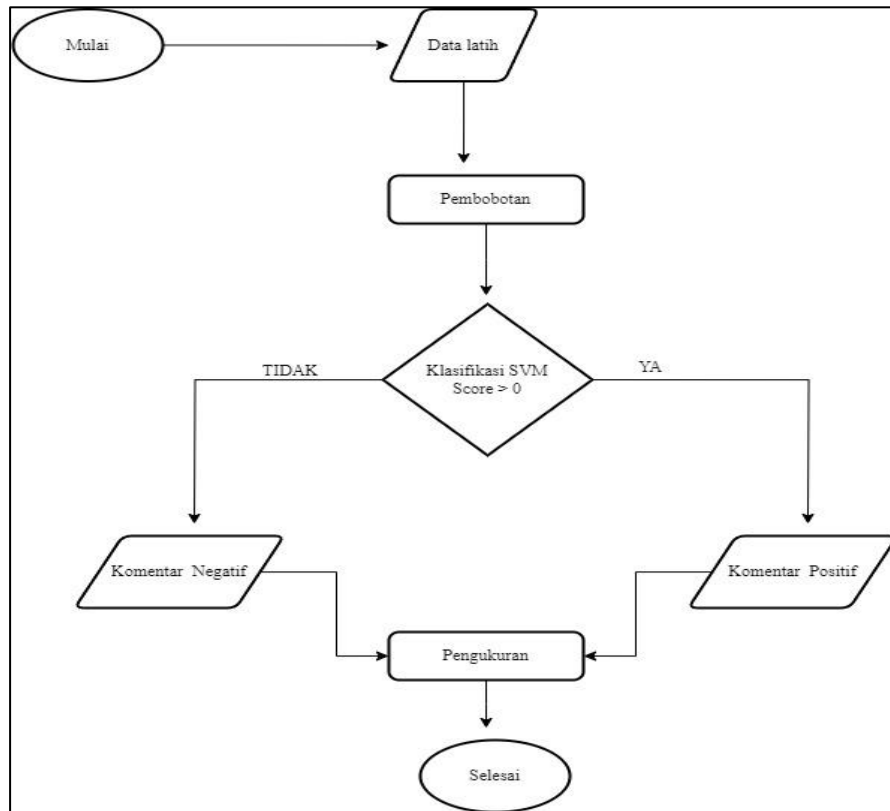 Mulai
Data latih
Pembobotan
Klasifikasi SVM
Score > 0
TIDAK
YA
Komentar Negatif
Komentar Positif
Pengukuran
Selesai